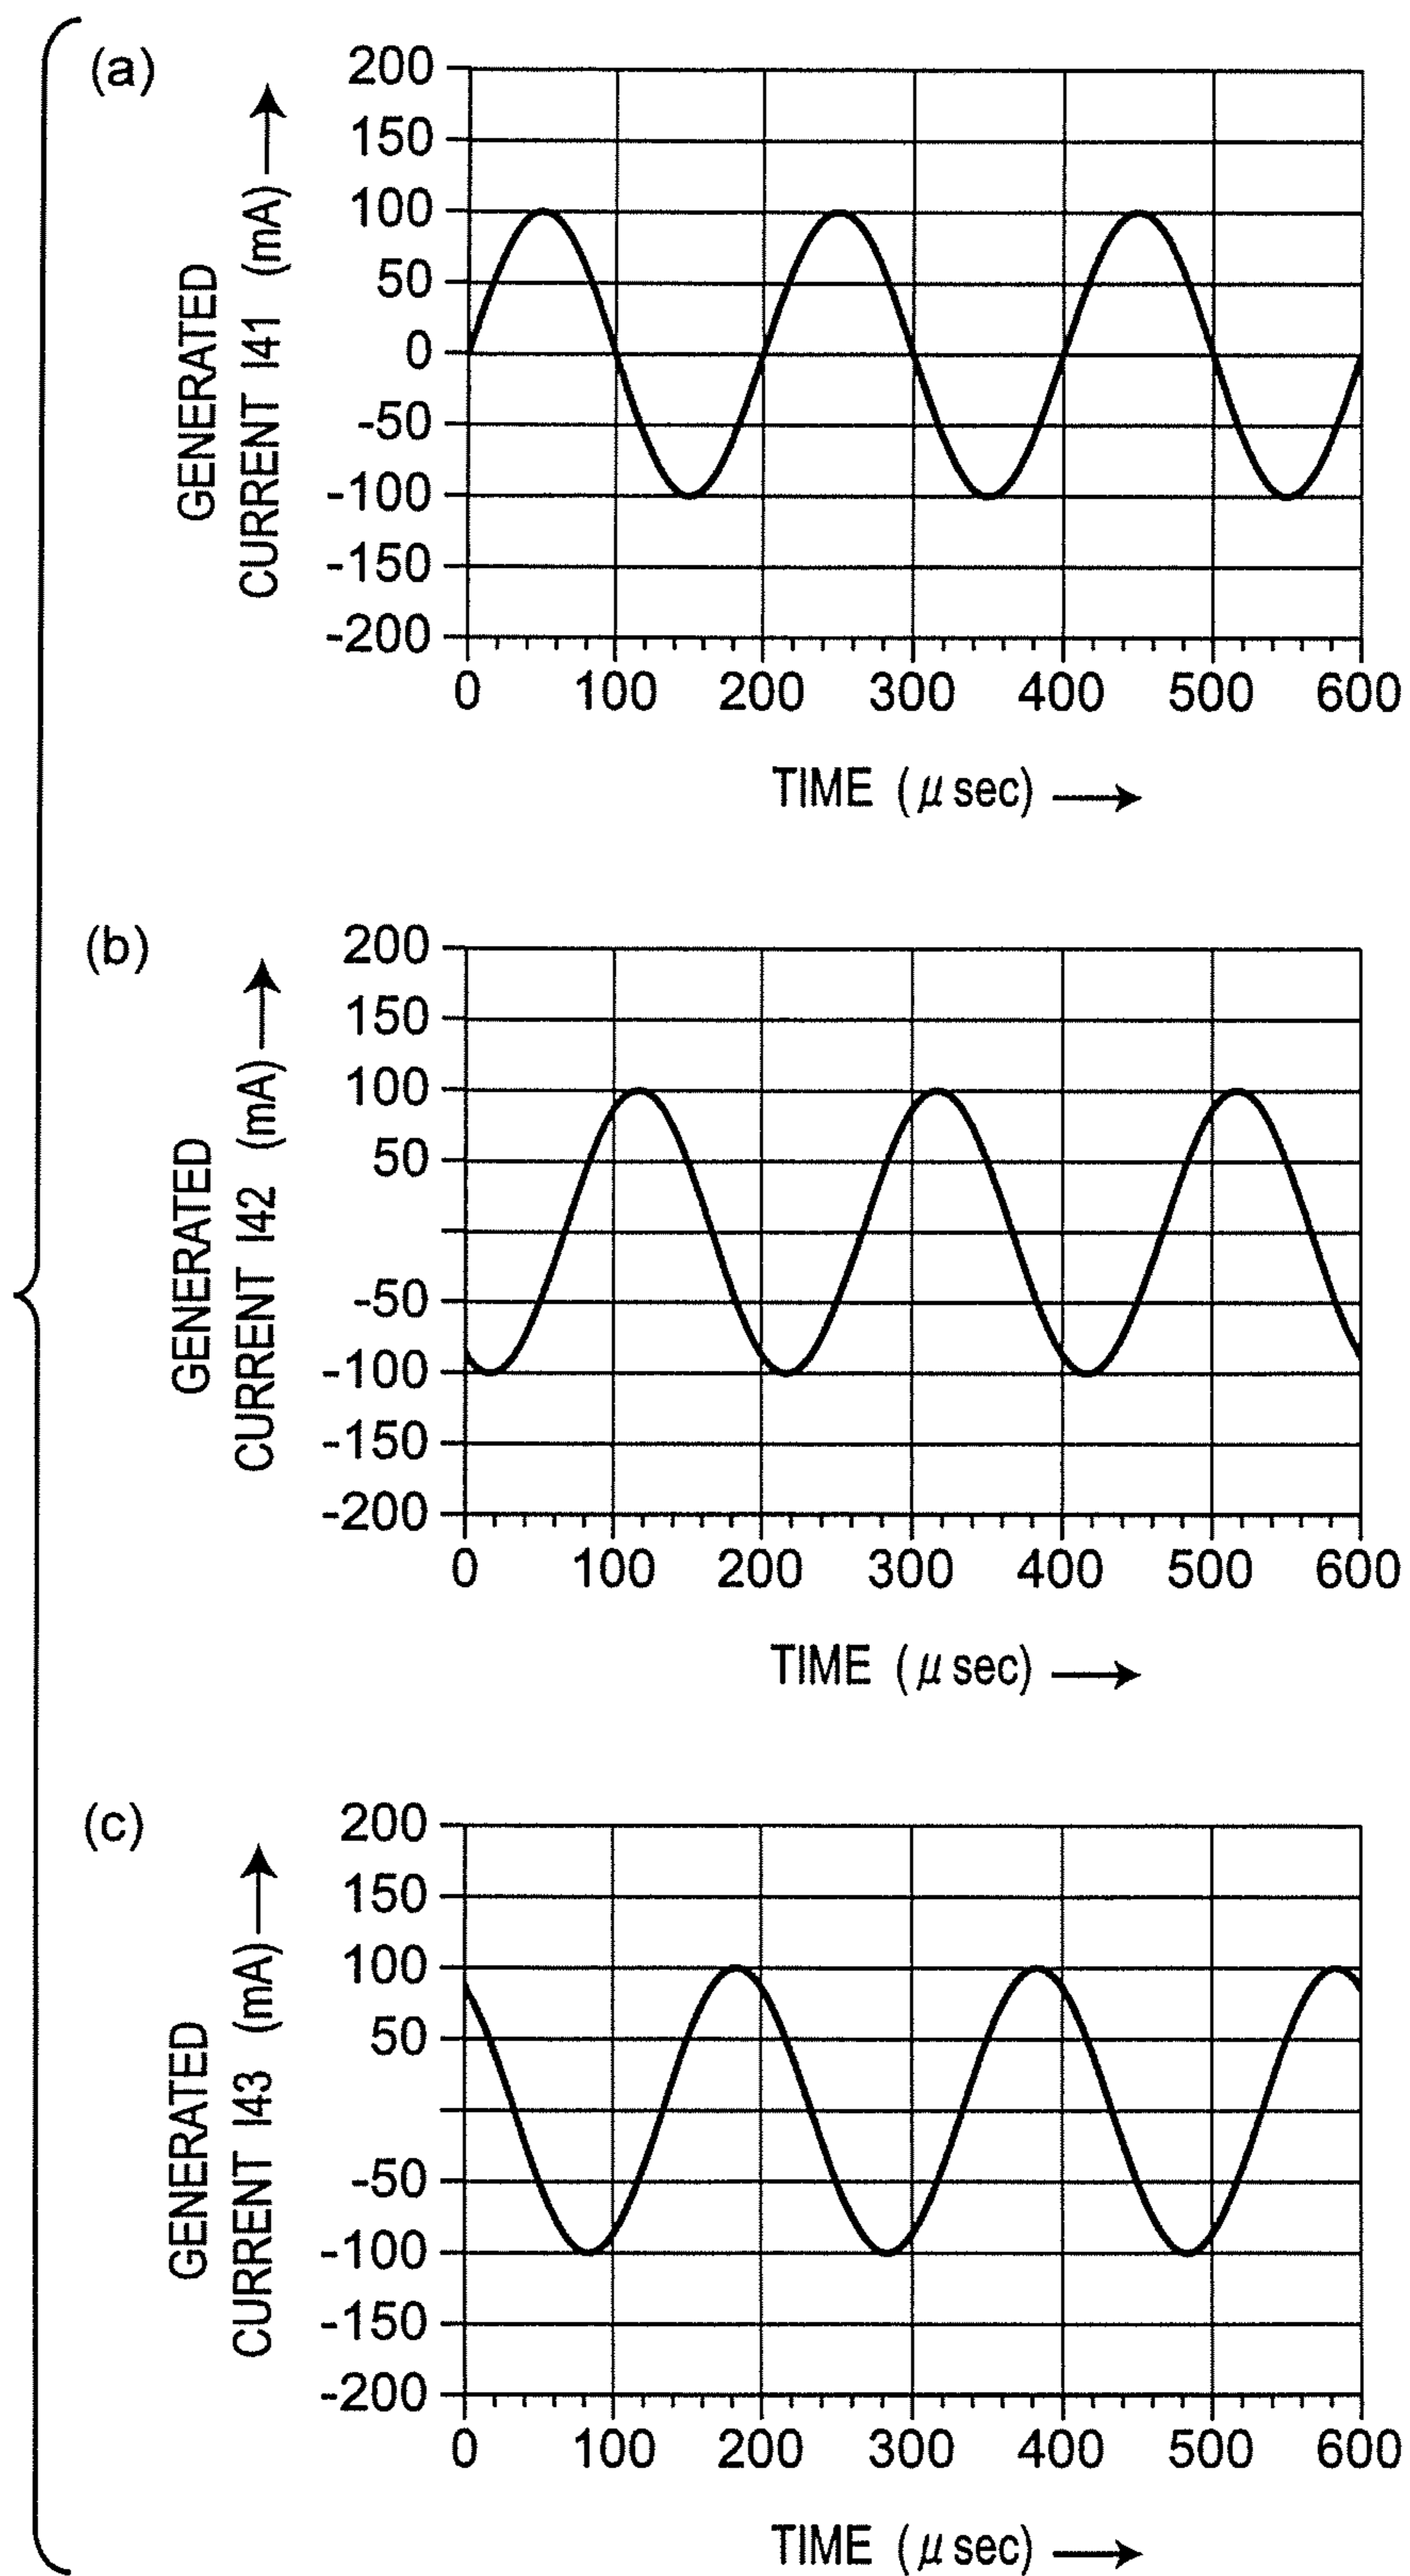 (a)
GENERATED
CURRENT I41 (mA)
200
150
100
50
0
-50
-100
-150
-200
0 100 200 300 400 500 600
TIME (μsec)
(b)
GENERATED
CURRENT I42 (mA)
200
150
100
50
-50
-100
-150
-200
0 100 200 300 400 500 600
TIME (μsec)
(c)
GENERATED
CURRENT I43 (mA)
200
150
100
50
-50
-100
-150
-200
0 100 200 300 400 500 600
TIME (μsec)